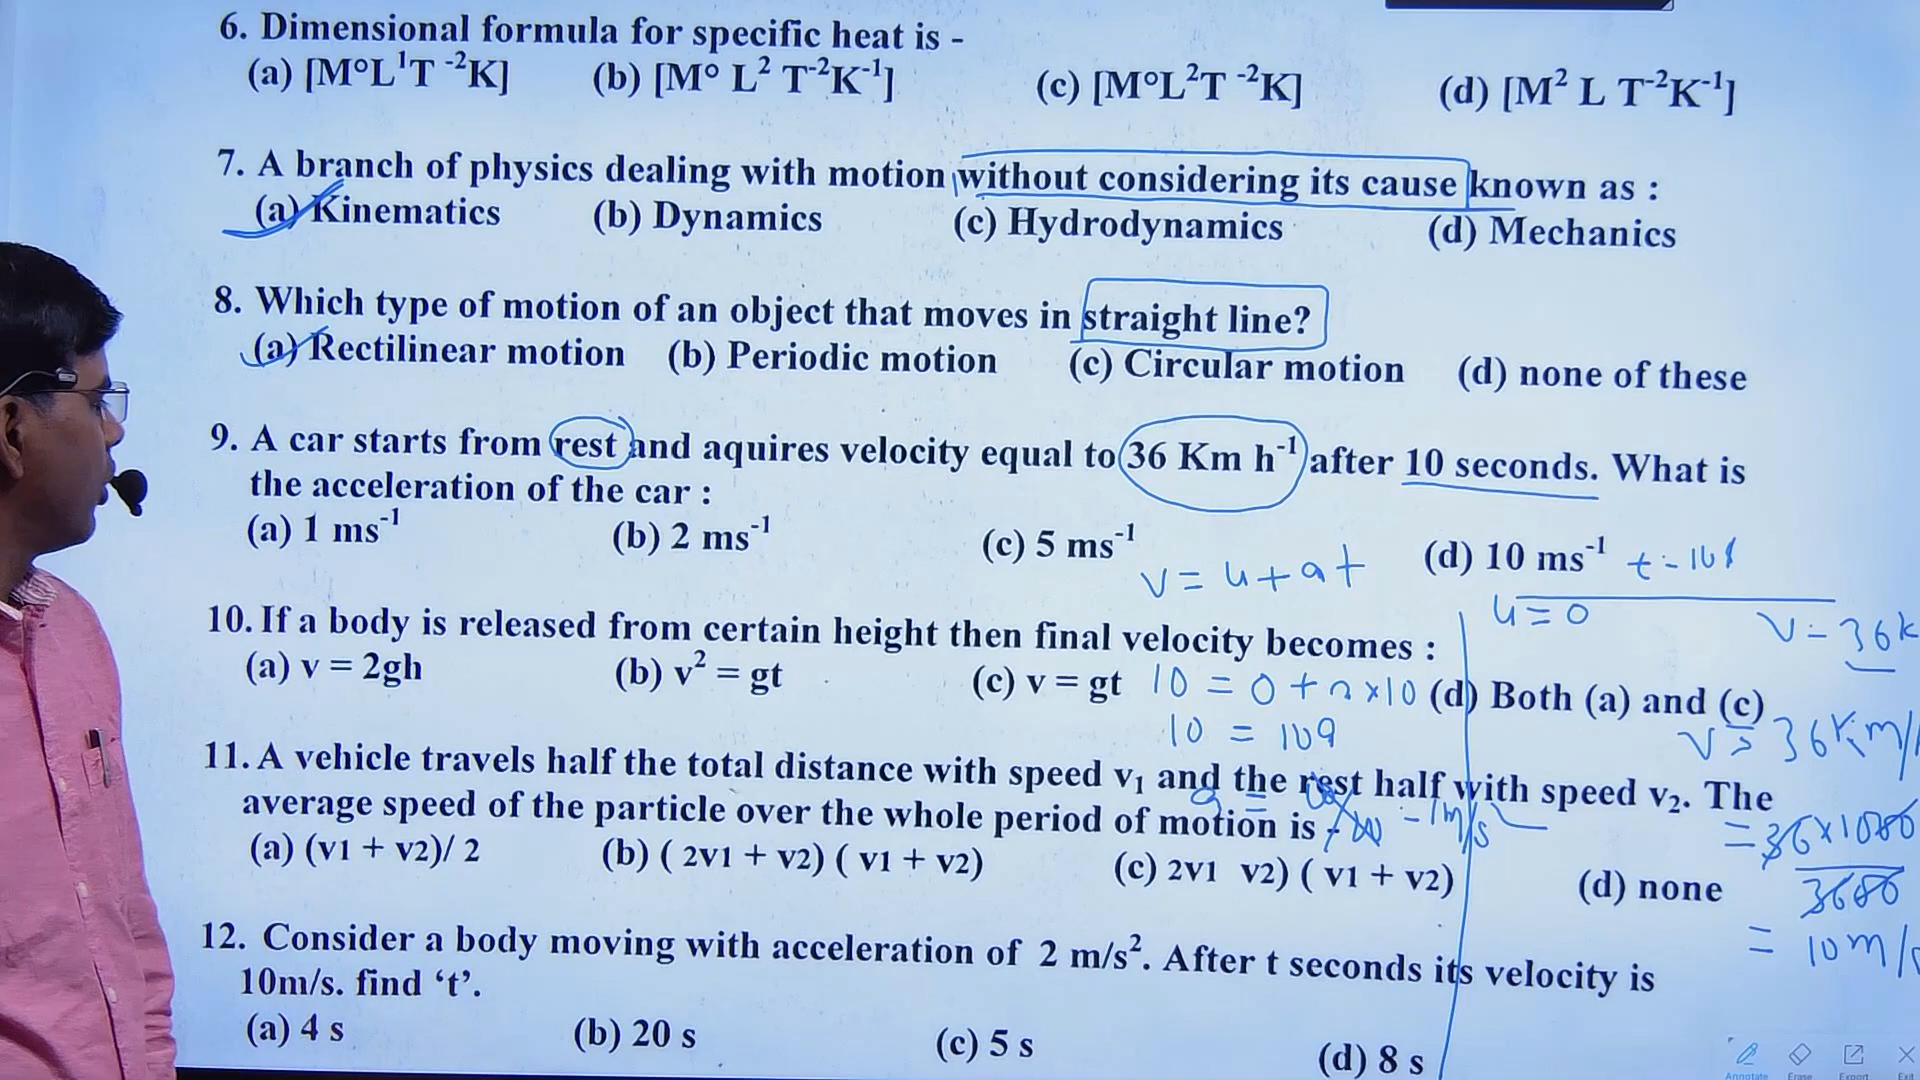 6. Dimensional formula for specific heat is -
(a) [M°L¹T ⁻²K] (b) [M° L² T⁻²K⁻¹] (c) [M°L²T ⁻²K] (d) [M² L T⁻²K⁻¹]
7. A branch of physics dealing with motion without considering its cause known as :
(a) Kinematics (b) Dynamics (c) Hydrodynamics (d) Mechanics
8. Which type of motion of an object that moves in straight line?
(a) Rectilinear motion (b) Periodic motion (c) Circular motion (d) none of these
9. A car starts from rest and aquires velocity equal to 36 Km h⁻¹ after 10 seconds. What is
the acceleration of the car :
(a) 1 ms⁻¹ (b) 2 ms⁻¹ (c) 5 ms⁻¹ (d) 10 ms⁻¹
v = u + at
u = 0
10. If a body is released from certain height then final velocity becomes :
(a) v = 2gh (b) v² = gt (c) v = gt (d) Both (a) and (c)
10 = 0 + a × 10
v = 36Km/
11. A vehicle travels half the total distance with speed v₁ and the rest half with speed v₂. The
average speed of the particle over the whole period of motion is -
= 36 × 1000
3600
(a) (v1 + v2)/ 2 (b) ( 2v1 + v2) ( v1 + v2) (c) 2v1 v2) ( v1 + v2) (d) none
= 10 m/s
12. Consider a body moving with acceleration of 2 m/s². After t seconds its velocity is
10m/s. find ‘t’.
(a) 4 s (b) 20 s (c) 5 s (d) 8 s
Annotate Erase Export Exit